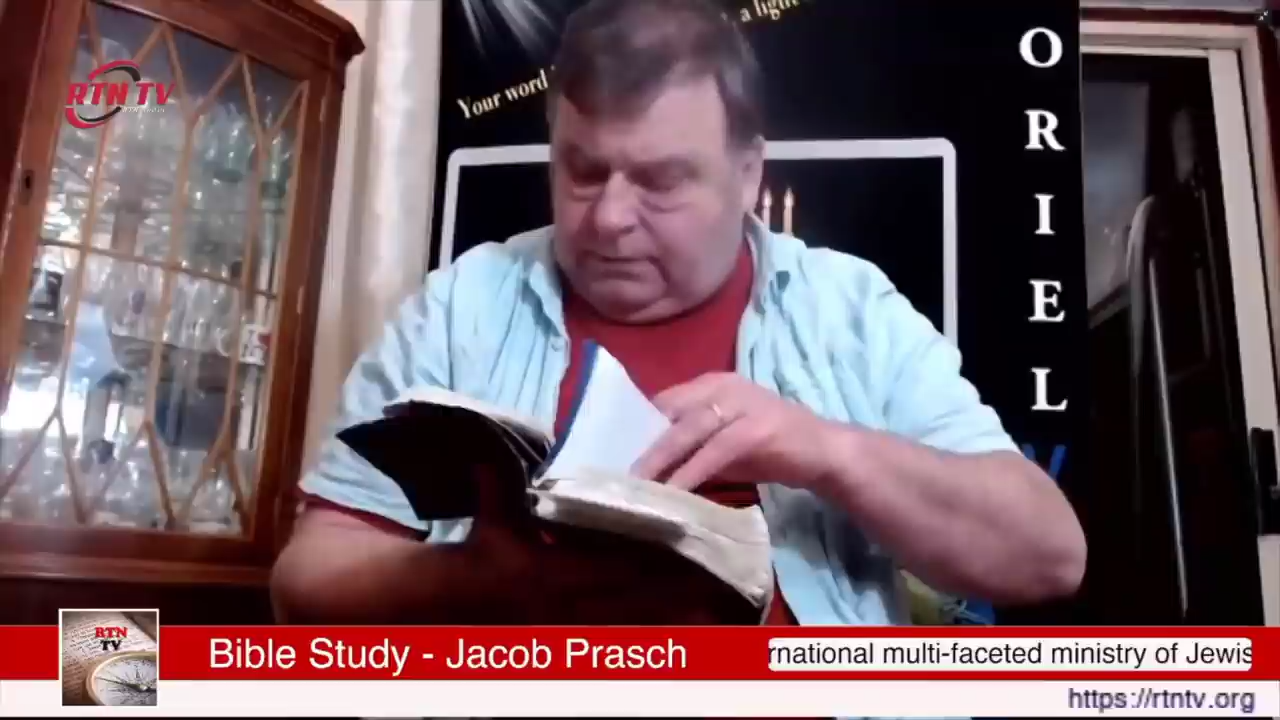 a light
Your word
RTN TV
ORIEL
RTN
TV
Bible Study - Jacob Prasch
rnational multi-faceted ministry of Jewis
https://rtntv.org